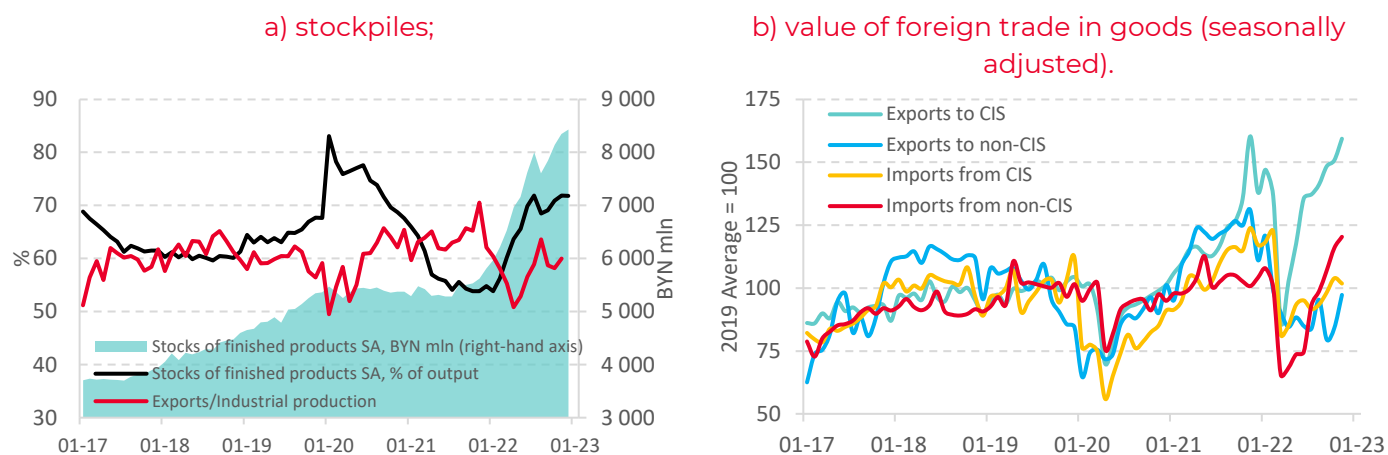 a) stockpiles;
90
80
70
60
50
40
30
%
9 000
8 000
7 000
6 000
5 000
4 000
3 000
BYN mln
Stocks of finished products SA, BYN mln (right-hand axis)
Stocks of finished products SA, % of output
Exports/Industrial production
01-17 01-18 01-19 01-20 01-21 01-22 01-23
b) value of foreign trade in goods (seasonally
adjusted).
175
150
125
100
75
50
2019 Average = 100
Exports to CIS
Exports to non-CIS
Imports from CIS
Imports from non-CIS
01-17 01-18 01-19 01-20 01-21 01-22 01-23